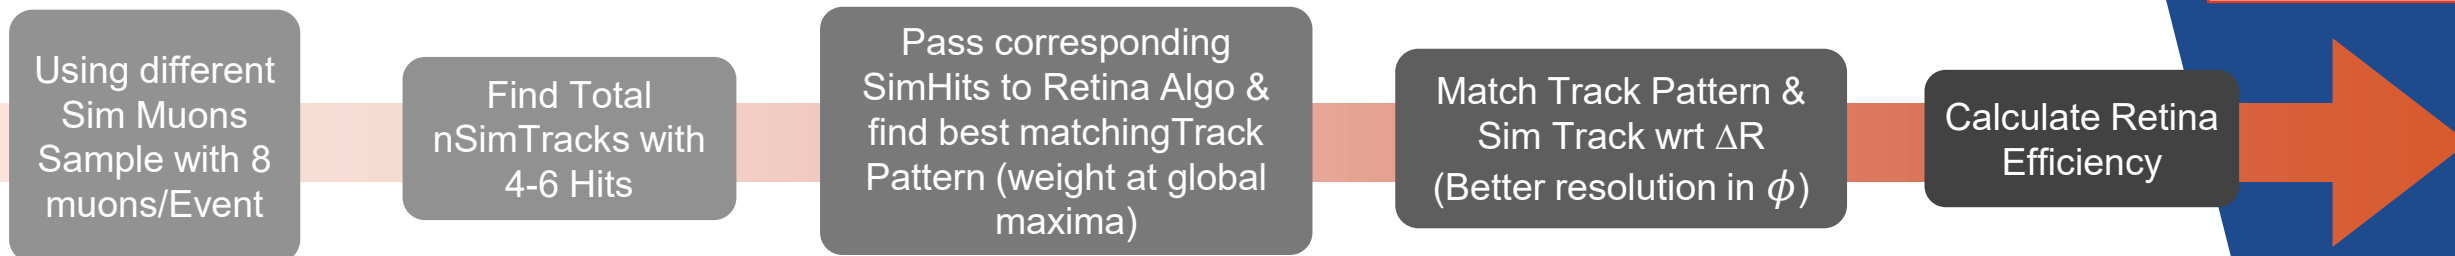 Using different
Sim Muons
Sample with 8
muons/Event
Find Total
nSimTracks with
4-6 Hits
Pass corresponding
SimHits to Retina Algo &
find best matchingTrack
Pattern (weight at global
maxima)
Match Track Pattern &
Sim Track wrt ΔR
(Better resolution in ϕ)
Calculate Retina
Efficiency